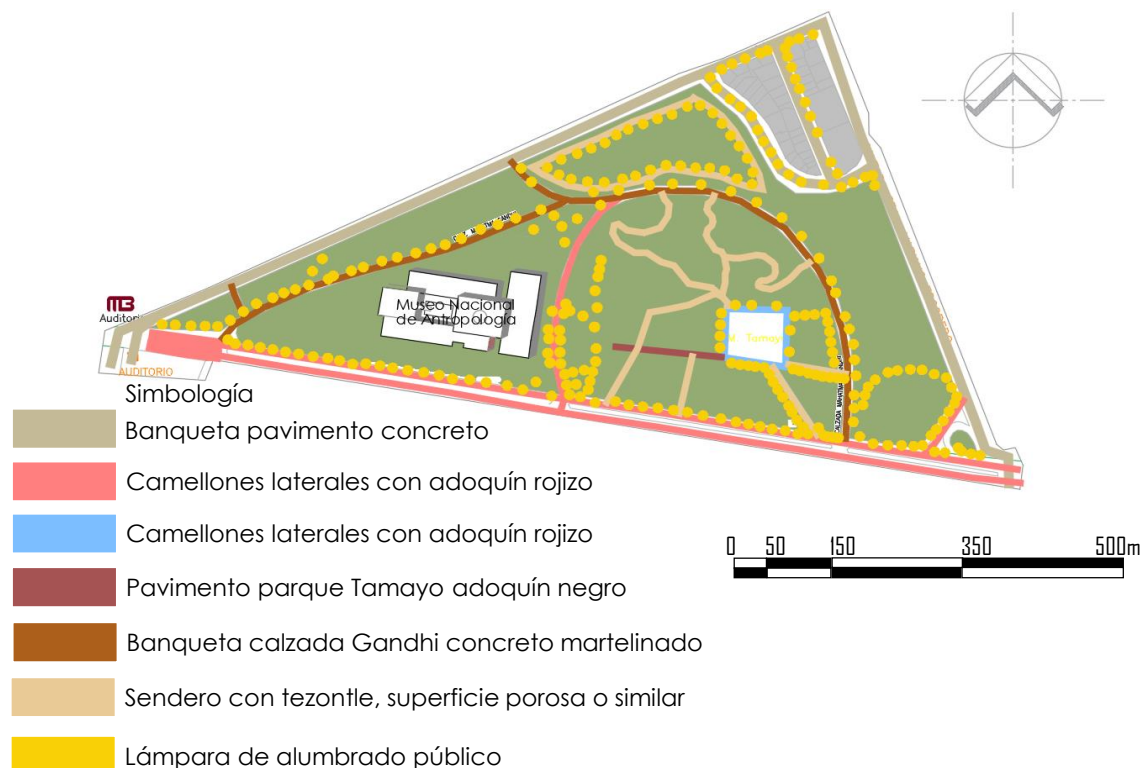 Museo Nacional
de Antropología
M. Tamayo
Auditorio
AUDITORIO
Simbología
Banqueta pavimento concreto
Camellones laterales con adoquín rojizo
Camellones laterales con adoquín rojizo
Pavimento parque Tamayo adoquín negro
Banqueta calzada Gandhi concreto martelinado
Sendero con tezontle, superficie porosa o similar
Lámpara de alumbrado público
0 50 150 350 500m